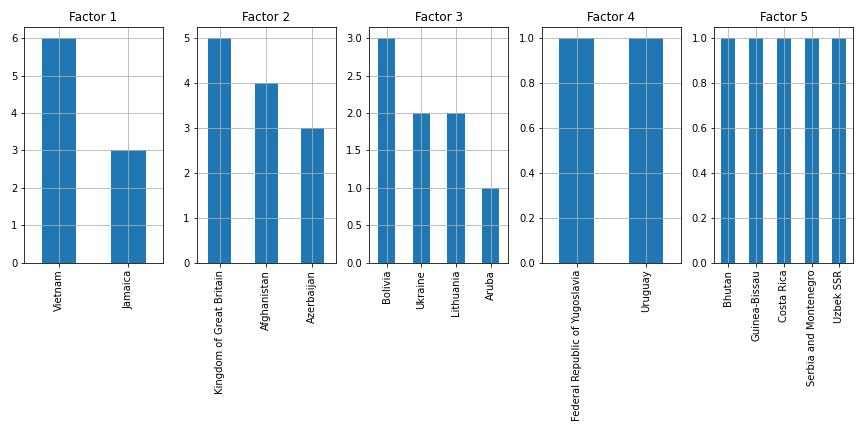 Factor 1
6
5
4
3
2
1
0
Vietnam
Jamaica
Factor 2
5
4
3
2
1
0
Kingdom of Great Britain
Afghanistan
Azerbaijan
Factor 3
3.0
2.5
2.0
1.5
1.0
0.5
0.0
Bolivia
Ukraine
Lithuania
Aruba
Factor 4
1.0
0.8
0.6
0.4
0.2
0.0
Federal Republic of Yugoslavia
Uruguay
Factor 5
1.0
0.8
0.6
0.4
0.2
0.0
Bhutan
Guinea-Bissau
Costa Rica
Serbia and Montenegro
Uzbek SSR